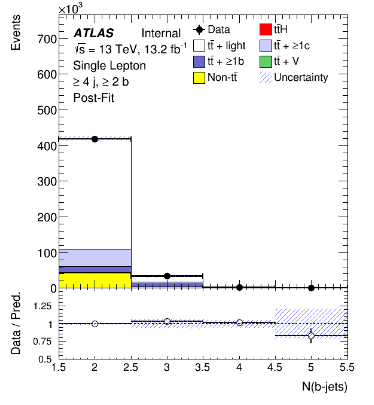 Events
×10³
700
600
500
400
300
200
100
0
ATLAS Internal
√s = 13 TeV, 13.2 fb⁻¹
Single Lepton
≥ 4 j, ≥ 2 b
Post-Fit
Data
tt̄H
tt̄ + light
tt̄ + ≥1c
tt̄ + ≥1b
tt̄ + V
Non-tt̄
Uncertainty
Data / Pred.
1.25
1
0.75
0.5
1.5 2 2.5 3 3.5 4 4.5 5 5.5
N(b-jets)